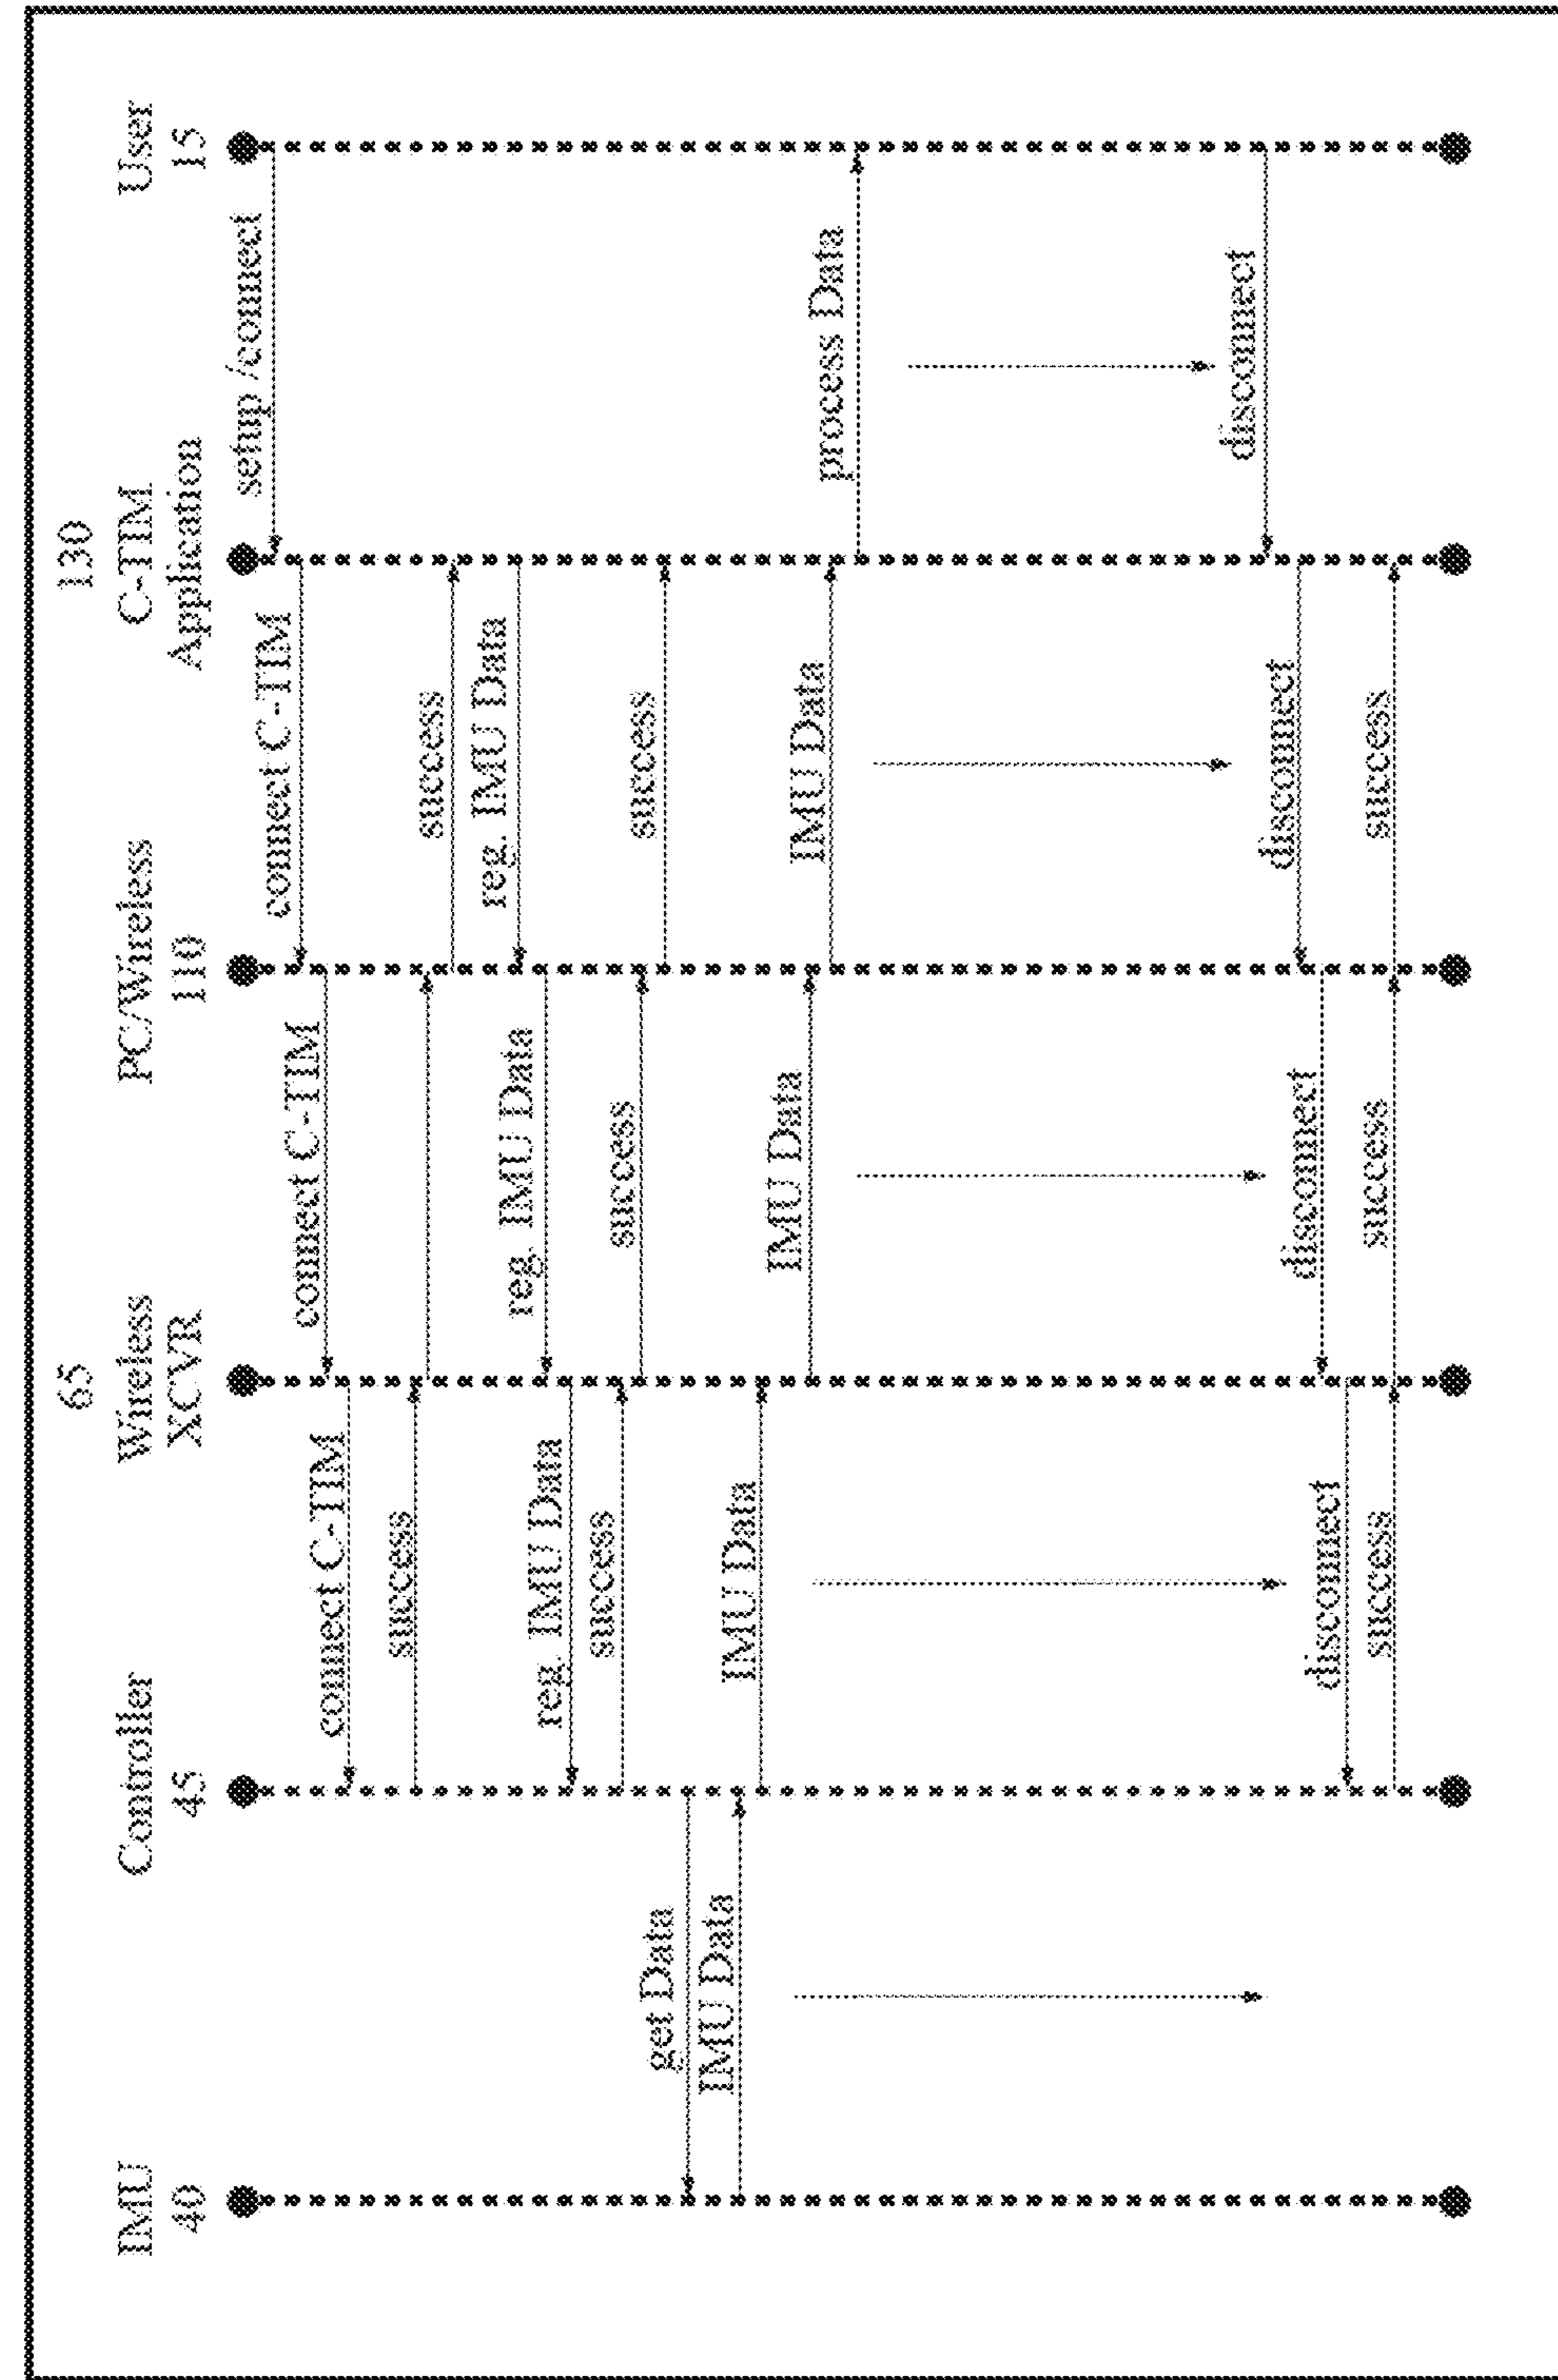 IMU
40
Controller
45
65
Wireless
XCVR
PC/Wireless
110
130
C-TIM
Application
User
15
setup /connect
connect C-TIM
connect C-TIM
connect C-TIM
success
success
reg. IMU Data
reg. IMU Data
reg. IMU Data
success
success
success
get Data
IMU Data
IMU Data
IMU Data
IMU Data
process Data
disconnect
disconnect
disconnect
disconnect
success
success
success